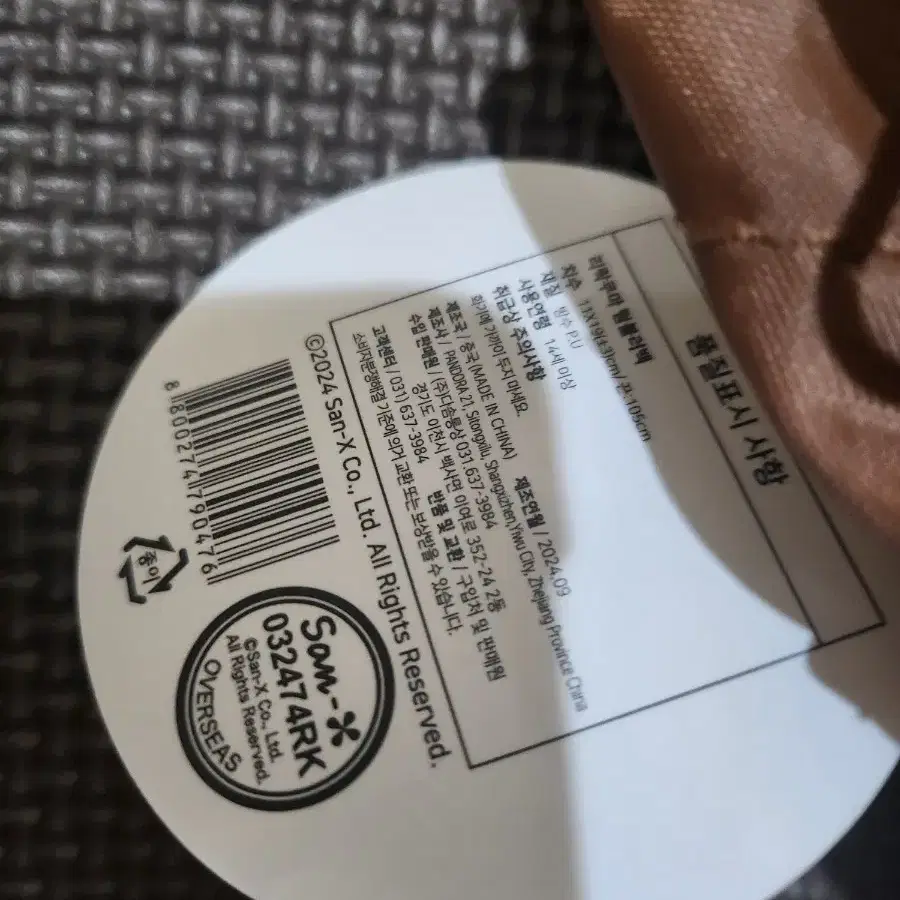 품질표시 사항
리락쿠마 텀블러백
치수 / 끈:105cm
재질 방수 P.U
사용연령 14세 이상
취급상 주의사항
화기에 가까이 두지 마세요.
제조국 / 중국 (MADE IN CHINA) 제조연월 / 2024.09
제조사 / PANDORA 21 Shangxizhen, Yiwu City, Zhejiang Province China
수입 판매원 / (주)다솜통상 031.637-3984
경기도 이천시 백사면 이여로 352-24 2동
고객센터 / 031) 637-3984 반품 및 교환 / 구입처 및 판매원
소비자분쟁해결 기준에 의거 교환 또는 보상받을 수 있습니다.
©2024 San-X Co., Ltd. All Rights Reserved.
8 800274 790476
종이
San-X
032474RK
©San-X Co., Ltd.
All Rights Reserved.
OVERSEAS